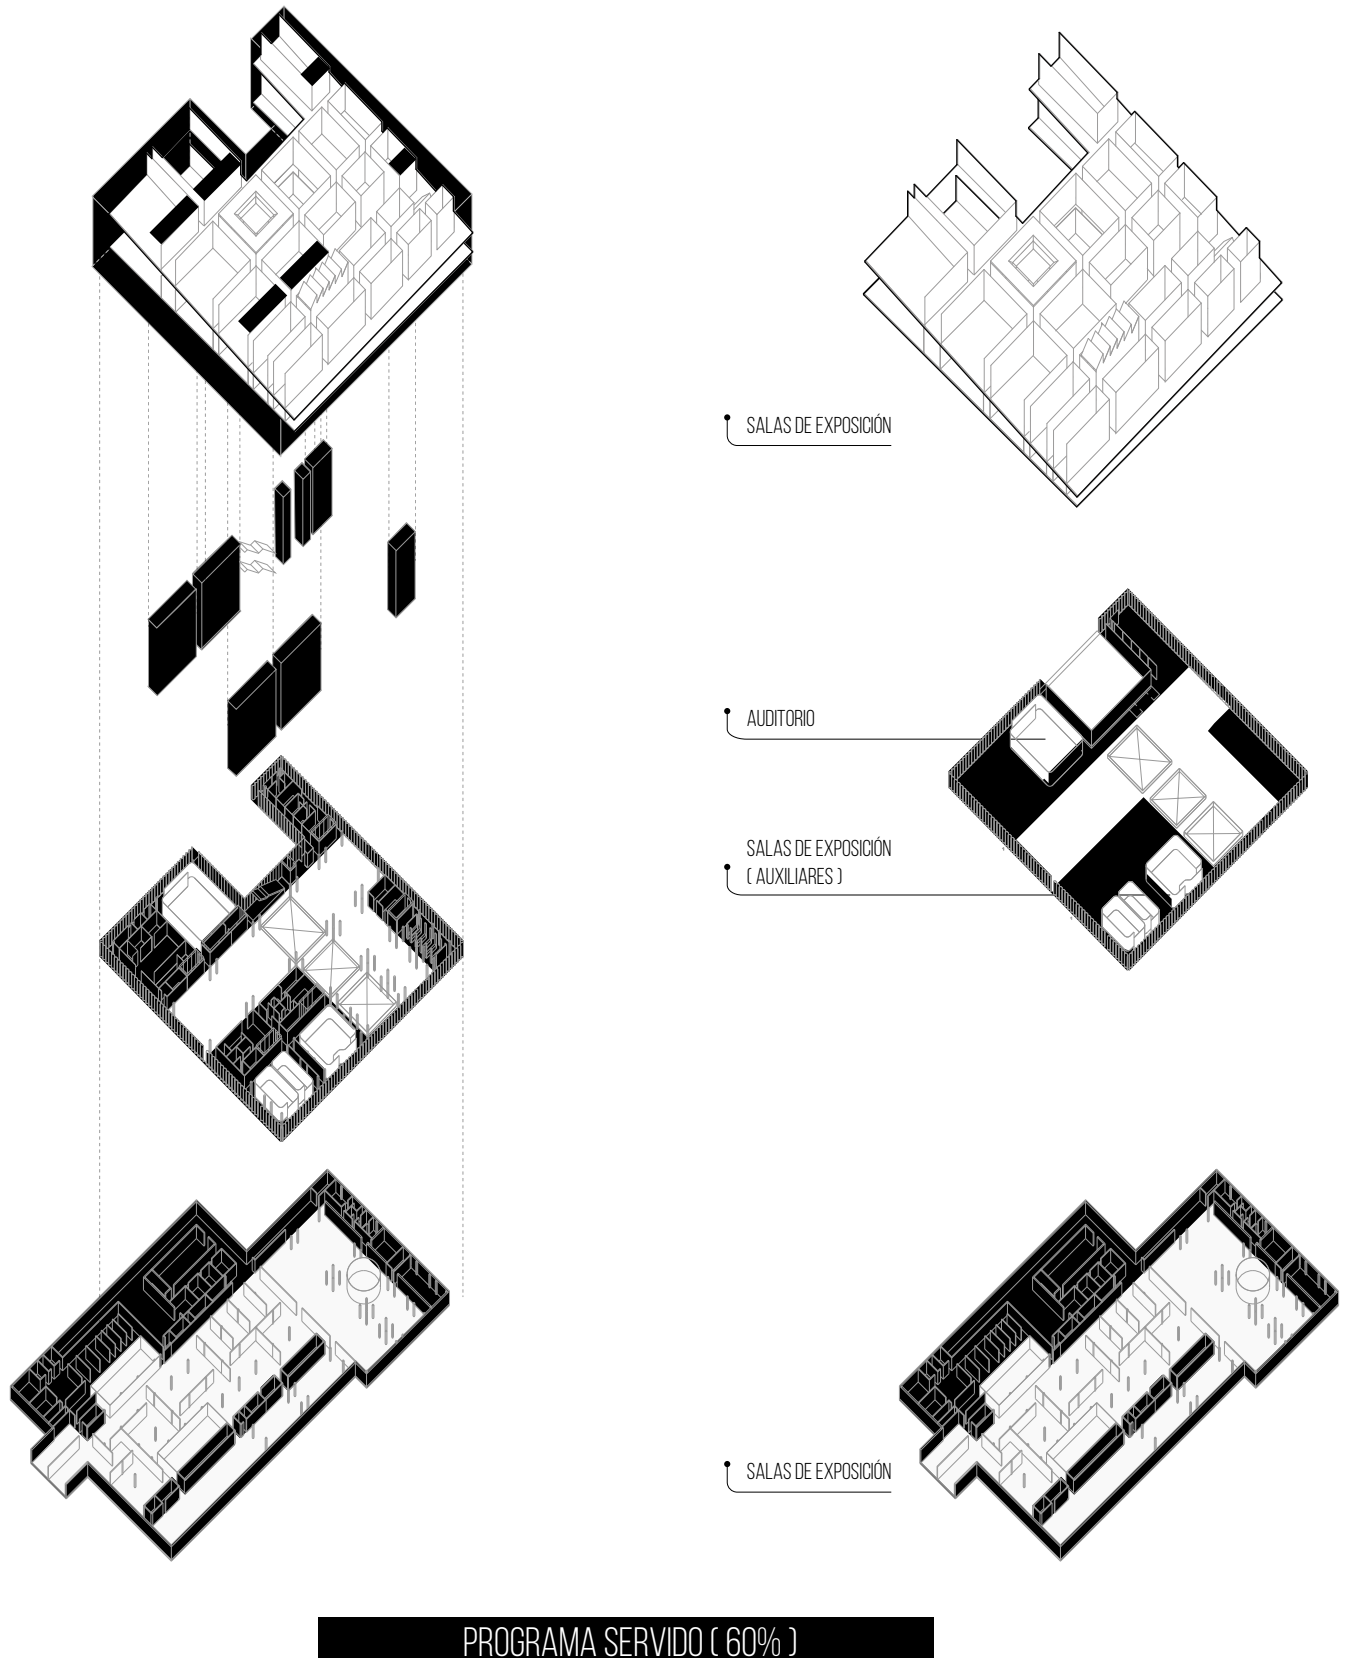 SALAS DE EXPOSICIÓN
AUDITORIO
SALAS DE EXPOSICIÓN
( AUXILIARES )
SALAS DE EXPOSICIÓN
PROGRAMA SERVIDO ( 60% )